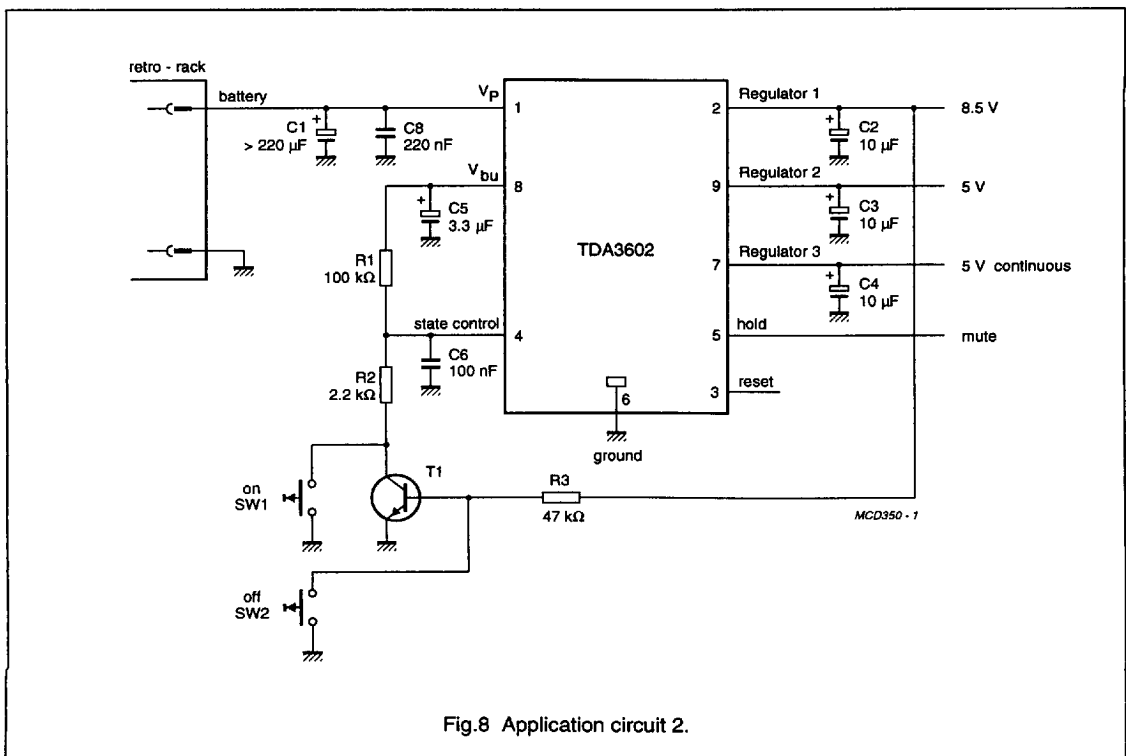 retro - rack
battery
C1
> 220 µF
+
C8
220 nF
VP
1
Vbu
8
+
C5
3.3 µF
R1
100 kΩ
state control
4
C6
100 nF
R2
2.2 kΩ
TDA3602
6
ground
2
Regulator 1
8.5 V
+
C2
10 µF
9
Regulator 2
5 V
+
C3
10 µF
7
Regulator 3
5 V continuous
+
C4
10 µF
5
hold
mute
3
reset
T1
on
SW1
R3
47 kΩ
MCD350 - 1
off
SW2
Fig.8 Application circuit 2.